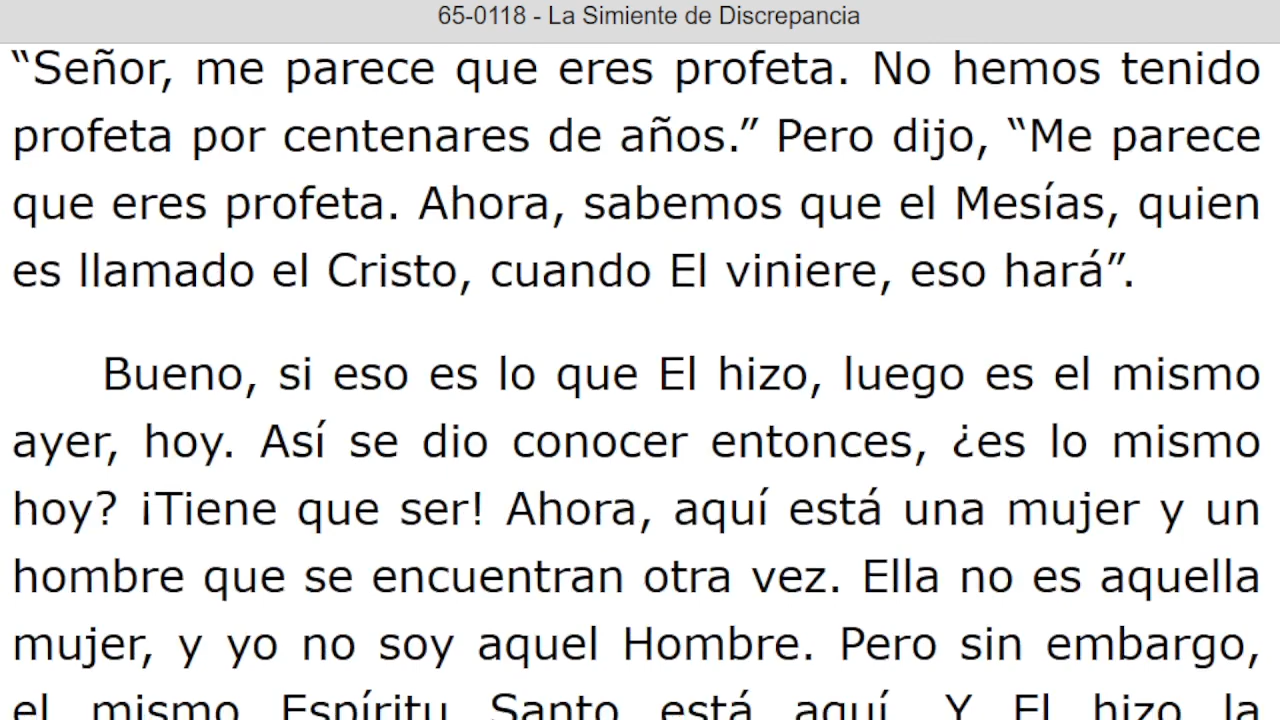 65-0118 - La Simiente de Discrepancia
“Señor, me parece que eres profeta. No hemos tenido
profeta por centenares de años.” Pero dijo, “Me parece
que eres profeta. Ahora, sabemos que el Mesías, quien
es llamado el Cristo, cuando El viniere, eso hará”.
Bueno, si eso es lo que El hizo, luego es el mismo
ayer, hoy. Así se dio conocer entonces, ¿es lo mismo
hoy? ¡Tiene que ser! Ahora, aquí está una mujer y un
hombre que se encuentran otra vez. Ella no es aquella
mujer, y yo no soy aquel Hombre. Pero sin embargo,
el mismo Espíritu Santo está aquí. Y El hizo la